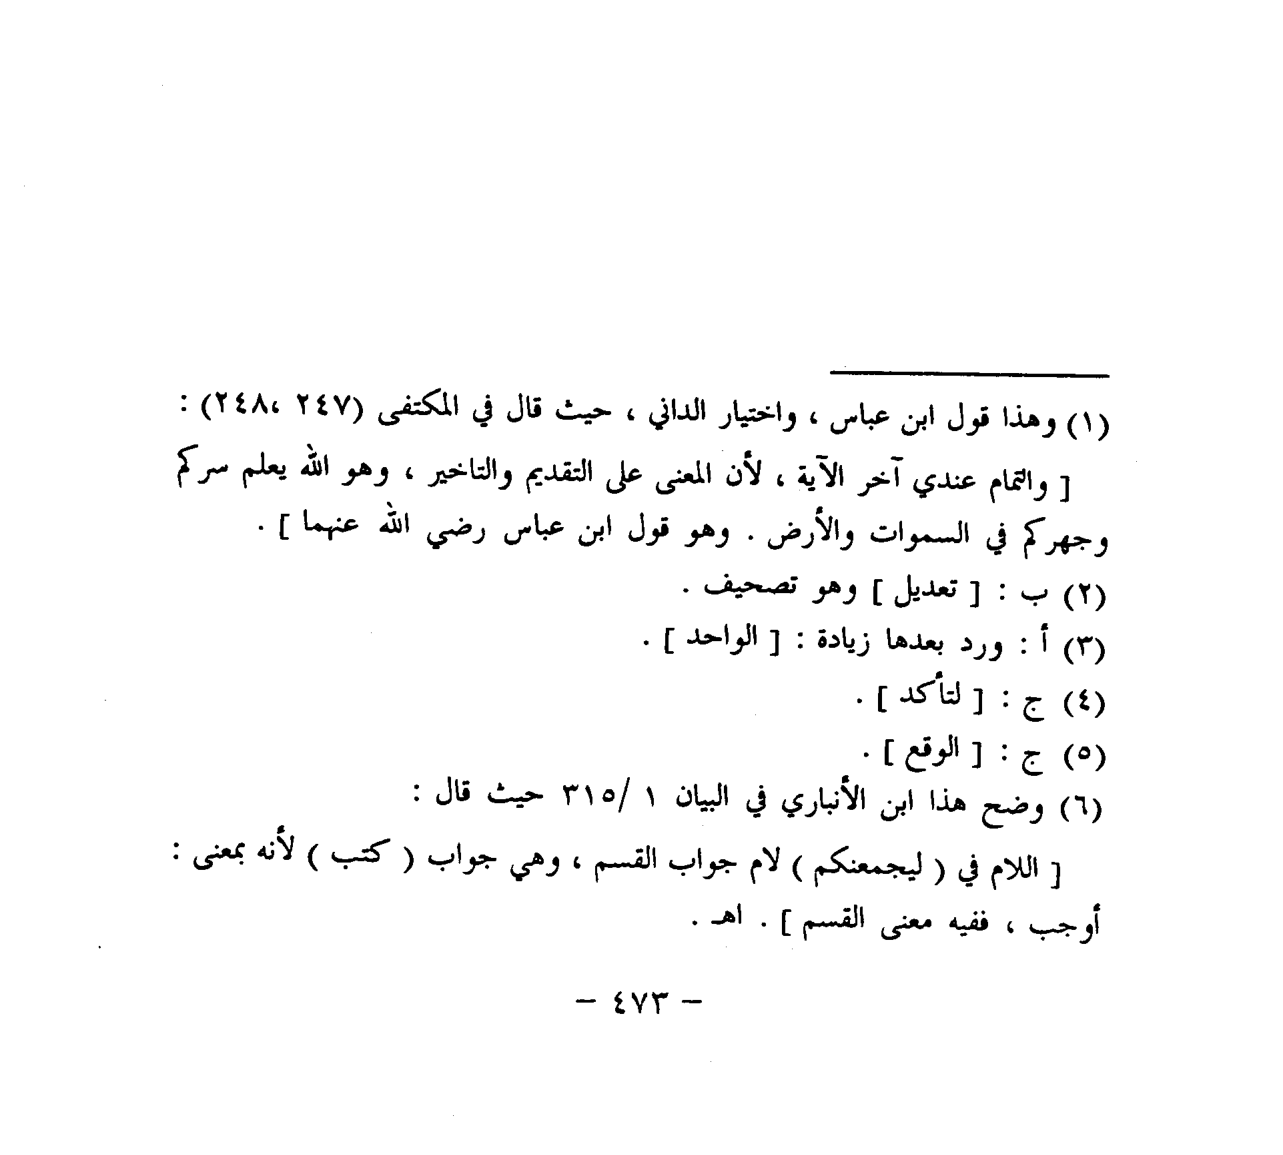 (١) وهذا قول ابن عباس ، واختيار الداني ، حيث قال في المكتفى (٢٤٧ ،٢٤٨) :
[ والتمام عندي آخر الآية ، لأن المعنى على التقديم والتاخير ، وهو الله يعلم سركم
وجهركم في السموات والأرض . وهو قول ابن عباس رضي الله عنهما ] .
(٢) ب : [ تعديل ] وهو تصحيف .
(٣) أ : ورد بعدها زيادة : [ الواحد ] .
(٤) ج : [ لتأكد ] .
(٥) ج : [ الوقع ] .
(٦) وضح هذا ابن الأنباري في البيان ١ /٣١٥ حيث قال :
[ اللام في ( ليجمعنكم ) لام جواب القسم ، وهي جواب ( كتب ) لأنه بمعنى :
أوجب ، ففيه معنى القسم ] . اهـ .
– ٤٧٣ –